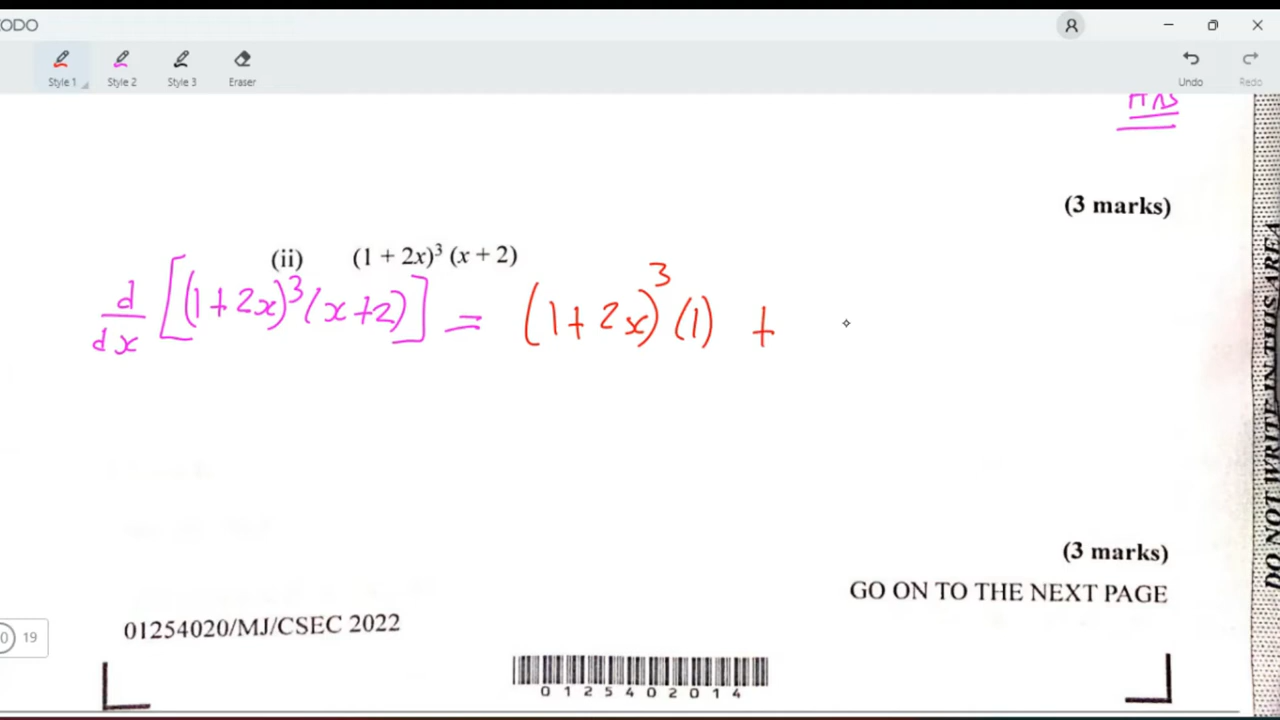 ODO
Style 1
Style 2
Style 3
Eraser
Undo
Redo
(3 marks)
(ii) (1 + 2x)³ (x + 2)
d/dx [(1+2x)³(x+2)] = (1+2x)³(1) +
(3 marks)
GO ON TO THE NEXT PAGE
19
01254020/MJ/CSEC 2022
0125402014
DO NOT WRITE IN THIS AREA